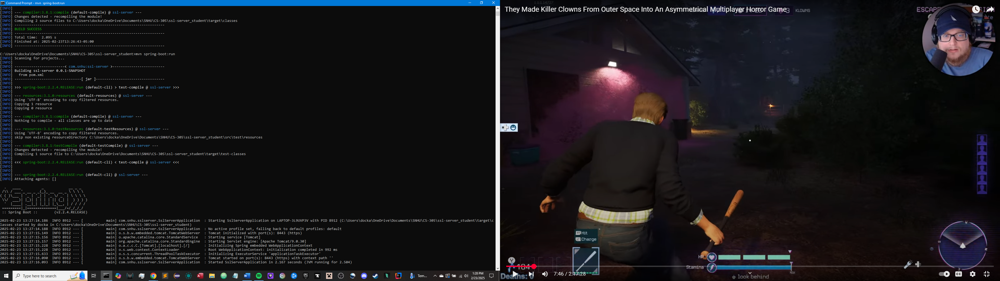 Command Prompt - mvn spring-boot:run
[INFO]
[INFO] --- compiler:3.8.1:compile (default-compile) @ ssl-server ---
[INFO] Changes detected - recompiling the module!
[INFO] Compiling 2 source files to C:\Users\docka\OneDrive\Documents\SNHU\CS-305\ssl-server_student\target\classes
[INFO] ------------------------------------------------------------------------
[INFO] BUILD SUCCESS
[INFO] ------------------------------------------------------------------------
[INFO] Total time:  2.095 s
[INFO] Finished at: 2025-02-23T13:26:43-05:00
[INFO] ------------------------------------------------------------------------
C:\Users\docka\OneDrive\Documents\SNHU\CS-305\ssl-server_student>mvn spring-boot:run
[INFO] Scanning for projects...
[INFO]
[INFO] ------------------------< com.snhu:ssl-server >-------------------------
[INFO] Building ssl-server 0.0.1-SNAPSHOT
[INFO]   from pom.xml
[INFO] --------------------------------[ jar ]---------------------------------
[INFO]
[INFO] >>> spring-boot:2.2.4.RELEASE:run (default-cli) > test-compile @ ssl-server >>>
[INFO]
[INFO] --- resources:3.1.0:resources (default-resources) @ ssl-server ---
[INFO] Using 'UTF-8' encoding to copy filtered resources.
[INFO] Copying 1 resource
[INFO] Copying 0 resource
[INFO]
[INFO] --- compiler:3.8.1:compile (default-compile) @ ssl-server ---
[INFO] Nothing to compile - all classes are up to date
[INFO]
[INFO] --- resources:3.1.0:testResources (default-testResources) @ ssl-server ---
[INFO] Using 'UTF-8' encoding to copy filtered resources.
[INFO] skip non existing resourceDirectory C:\Users\docka\OneDrive\Documents\SNHU\CS-305\ssl-server_student\src\test\resources
[INFO]
[INFO] --- compiler:3.8.1:testCompile (default-testCompile) @ ssl-server ---
[INFO] Changes detected - recompiling the module!
[INFO] Compiling 1 source file to C:\Users\docka\OneDrive\Documents\SNHU\CS-305\ssl-server_student\target\test-classes
[INFO]
[INFO] <<< spring-boot:2.2.4.RELEASE:run (default-cli) < test-compile @ ssl-server <<<
[INFO]
[INFO]
[INFO] --- spring-boot:2.2.4.RELEASE:run (default-cli) @ ssl-server ---
[INFO] Attaching agents: []
:: Spring Boot ::        (v2.2.4.RELEASE)
2025-02-23 13:27:14.186  INFO 8912 --- [           main] com.snhu.sslserver.SslServerApplication  : Starting SslServerApplication on LAPTOP-3L9UVP3V with PID 8912 (C:\Users\docka\OneDrive\Documents\SNHU\CS-305\ssl-server_student\target\c
lasses started by docka in C:\Users\docka\OneDrive\Documents\SNHU\CS-305\ssl-server_student)
2025-02-23 13:27:14.188  INFO 8912 --- [           main] com.snhu.sslserver.SslServerApplication  : No active profile set, falling back to default profiles: default
2025-02-23 13:27:15.149  INFO 8912 --- [           main] o.s.b.w.embedded.tomcat.TomcatWebServer  : Tomcat initialized with port(s): 8443 (https)
2025-02-23 13:27:15.156  INFO 8912 --- [           main] o.apache.catalina.core.StandardService   : Starting service [Tomcat]
2025-02-23 13:27:15.157  INFO 8912 --- [           main] org.apache.catalina.core.StandardEngine  : Starting Servlet engine: [Apache Tomcat/9.0.30]
2025-02-23 13:27:15.228  INFO 8912 --- [           main] o.a.c.c.C.[Tomcat].[localhost].[/]       : Initializing Spring embedded WebApplicationContext
2025-02-23 13:27:15.228  INFO 8912 --- [           main] o.s.web.context.ContextLoader            : Root WebApplicationContext: initialization completed in 992 ms
2025-02-23 13:27:15.633  INFO 8912 --- [           main] o.s.s.concurrent.ThreadPoolTaskExecutor  : Initializing ExecutorService 'applicationTaskExecutor'
2025-02-23 13:27:16.090  INFO 8912 --- [           main] o.s.b.w.embedded.tomcat.TomcatWebServer  : Tomcat started on port(s): 8443 (https) with context path ''
2025-02-23 13:27:16.093  INFO 8912 --- [           main] com.snhu.sslserver.SslServerApplication  : Started SslServerApplication in 2.167 seconds (JVM running for 2.504)
Type here to search
Tem...
1:28 PM
2/23/2025
They Made Killer Clowns From Outer Space Into An Asymmetrical Multiplayer Horror Game
3 KLOWNS
ESCAPE
RT Hit
LT Charge
HP
Stamina
MAX
184
Deaths: 0
7:46 / 2:17:28
look behind